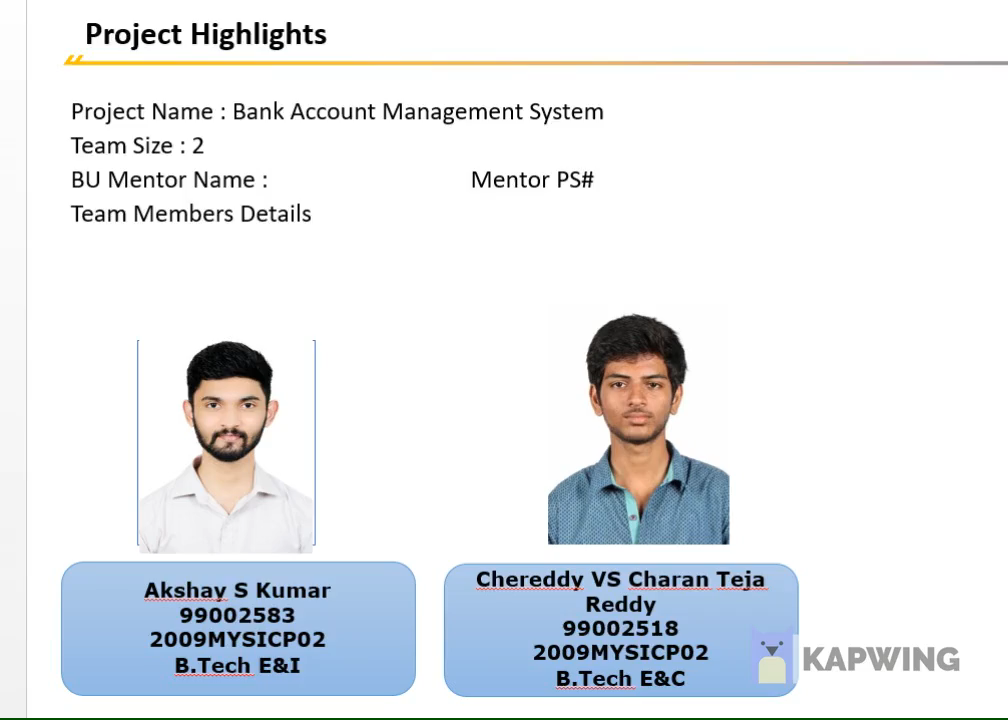 Project Highlights
Project Name : Bank Account Management System
Team Size : 2
BU Mentor Name : Mentor PS#
Team Members Details
Akshay S Kumar
99002583
2009MYSICP02
B.Tech E&I
Chereddy VS Charan Teja
Reddy
99002518
2009MYSICP02
B.Tech E&C
KAPWING